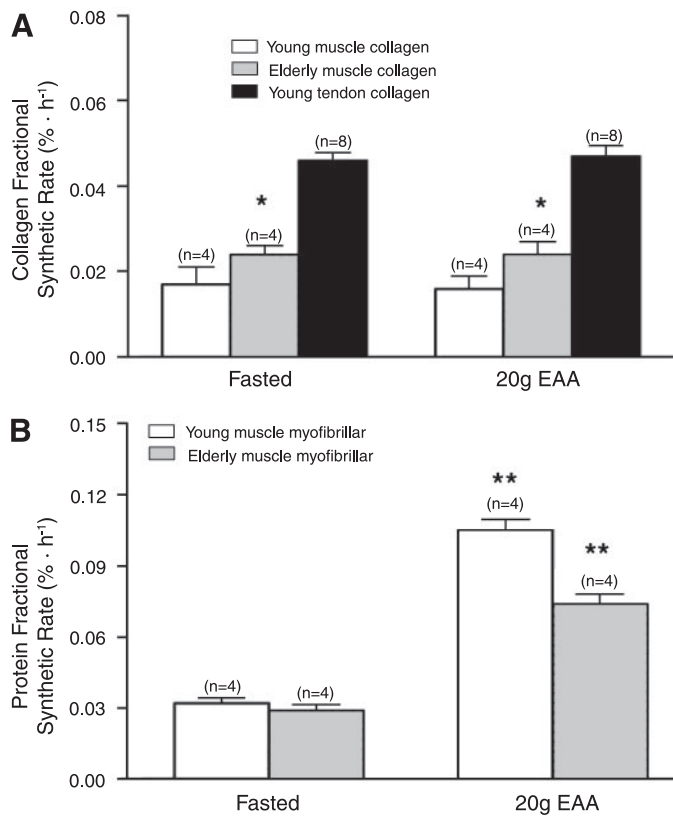 A
Collagen Fractional
Synthetic Rate (% · h⁻¹)
0.08
0.06
0.04
0.02
0.00
Young muscle collagen
Elderly muscle collagen
Young tendon collagen
(n=4)
*
(n=4)
(n=8)
(n=4)
*
(n=4)
(n=8)
Fasted
20g EAA
B
Protein Fractional
Synthetic Rate (% · h⁻¹)
0.15
0.12
0.09
0.06
0.03
0.00
Young muscle myofibrillar
Elderly muscle myofibrillar
(n=4)
(n=4)
**
(n=4)
**
(n=4)
Fasted
20g EAA